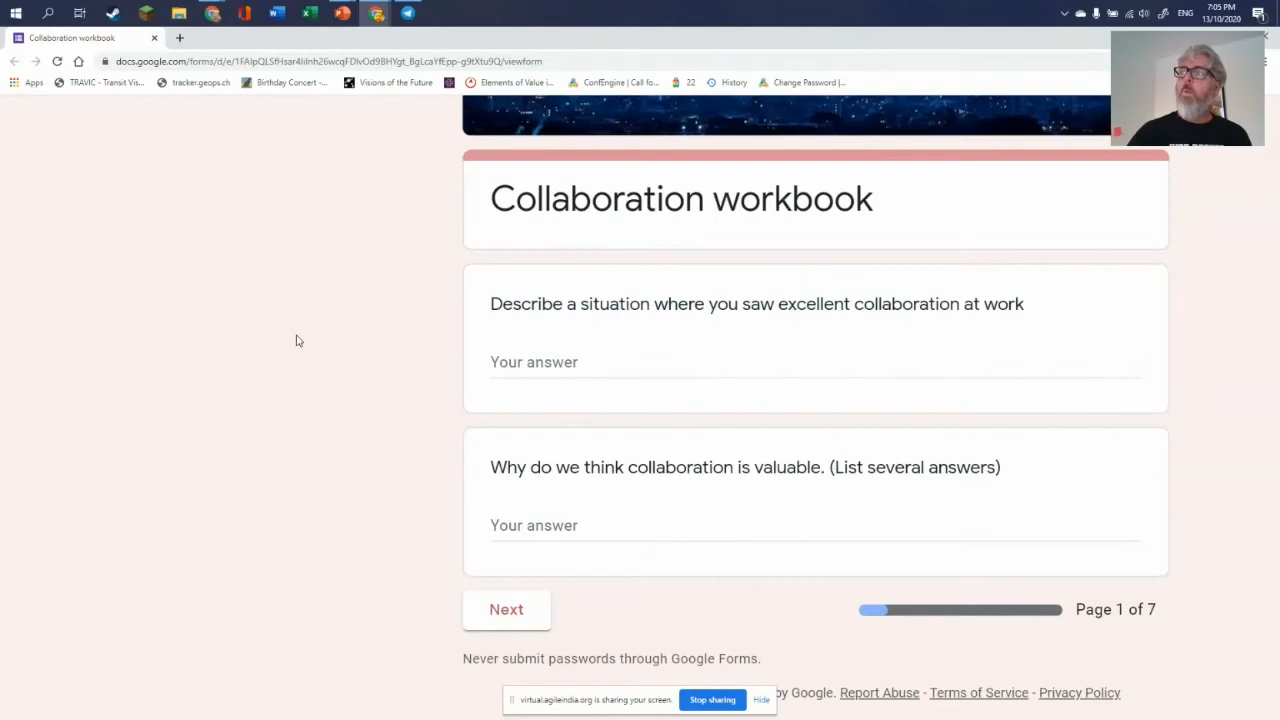 7:05 PM
ENG
13/10/2020
Collaboration workbook
docs.google.com/forms/d/e/
/viewform
Apps
TRAVIC - Transit Vis...
tracker.geops.ch
Birthday Concert -...
Visions of the Future
Elements of Value i...
ConfEngine | Call fo...
22
History
Change Password |...
Collaboration workbook
Describe a situation where you saw excellent collaboration at work
Your answer
Why do we think collaboration is valuable. (List several answers)
Your answer
Next
Page 1 of 7
Never submit passwords through Google Forms.
by Google. Report Abuse - Terms of Service - Privacy Policy
virtual.agileindia.org is sharing your screen.
Stop sharing
Hide